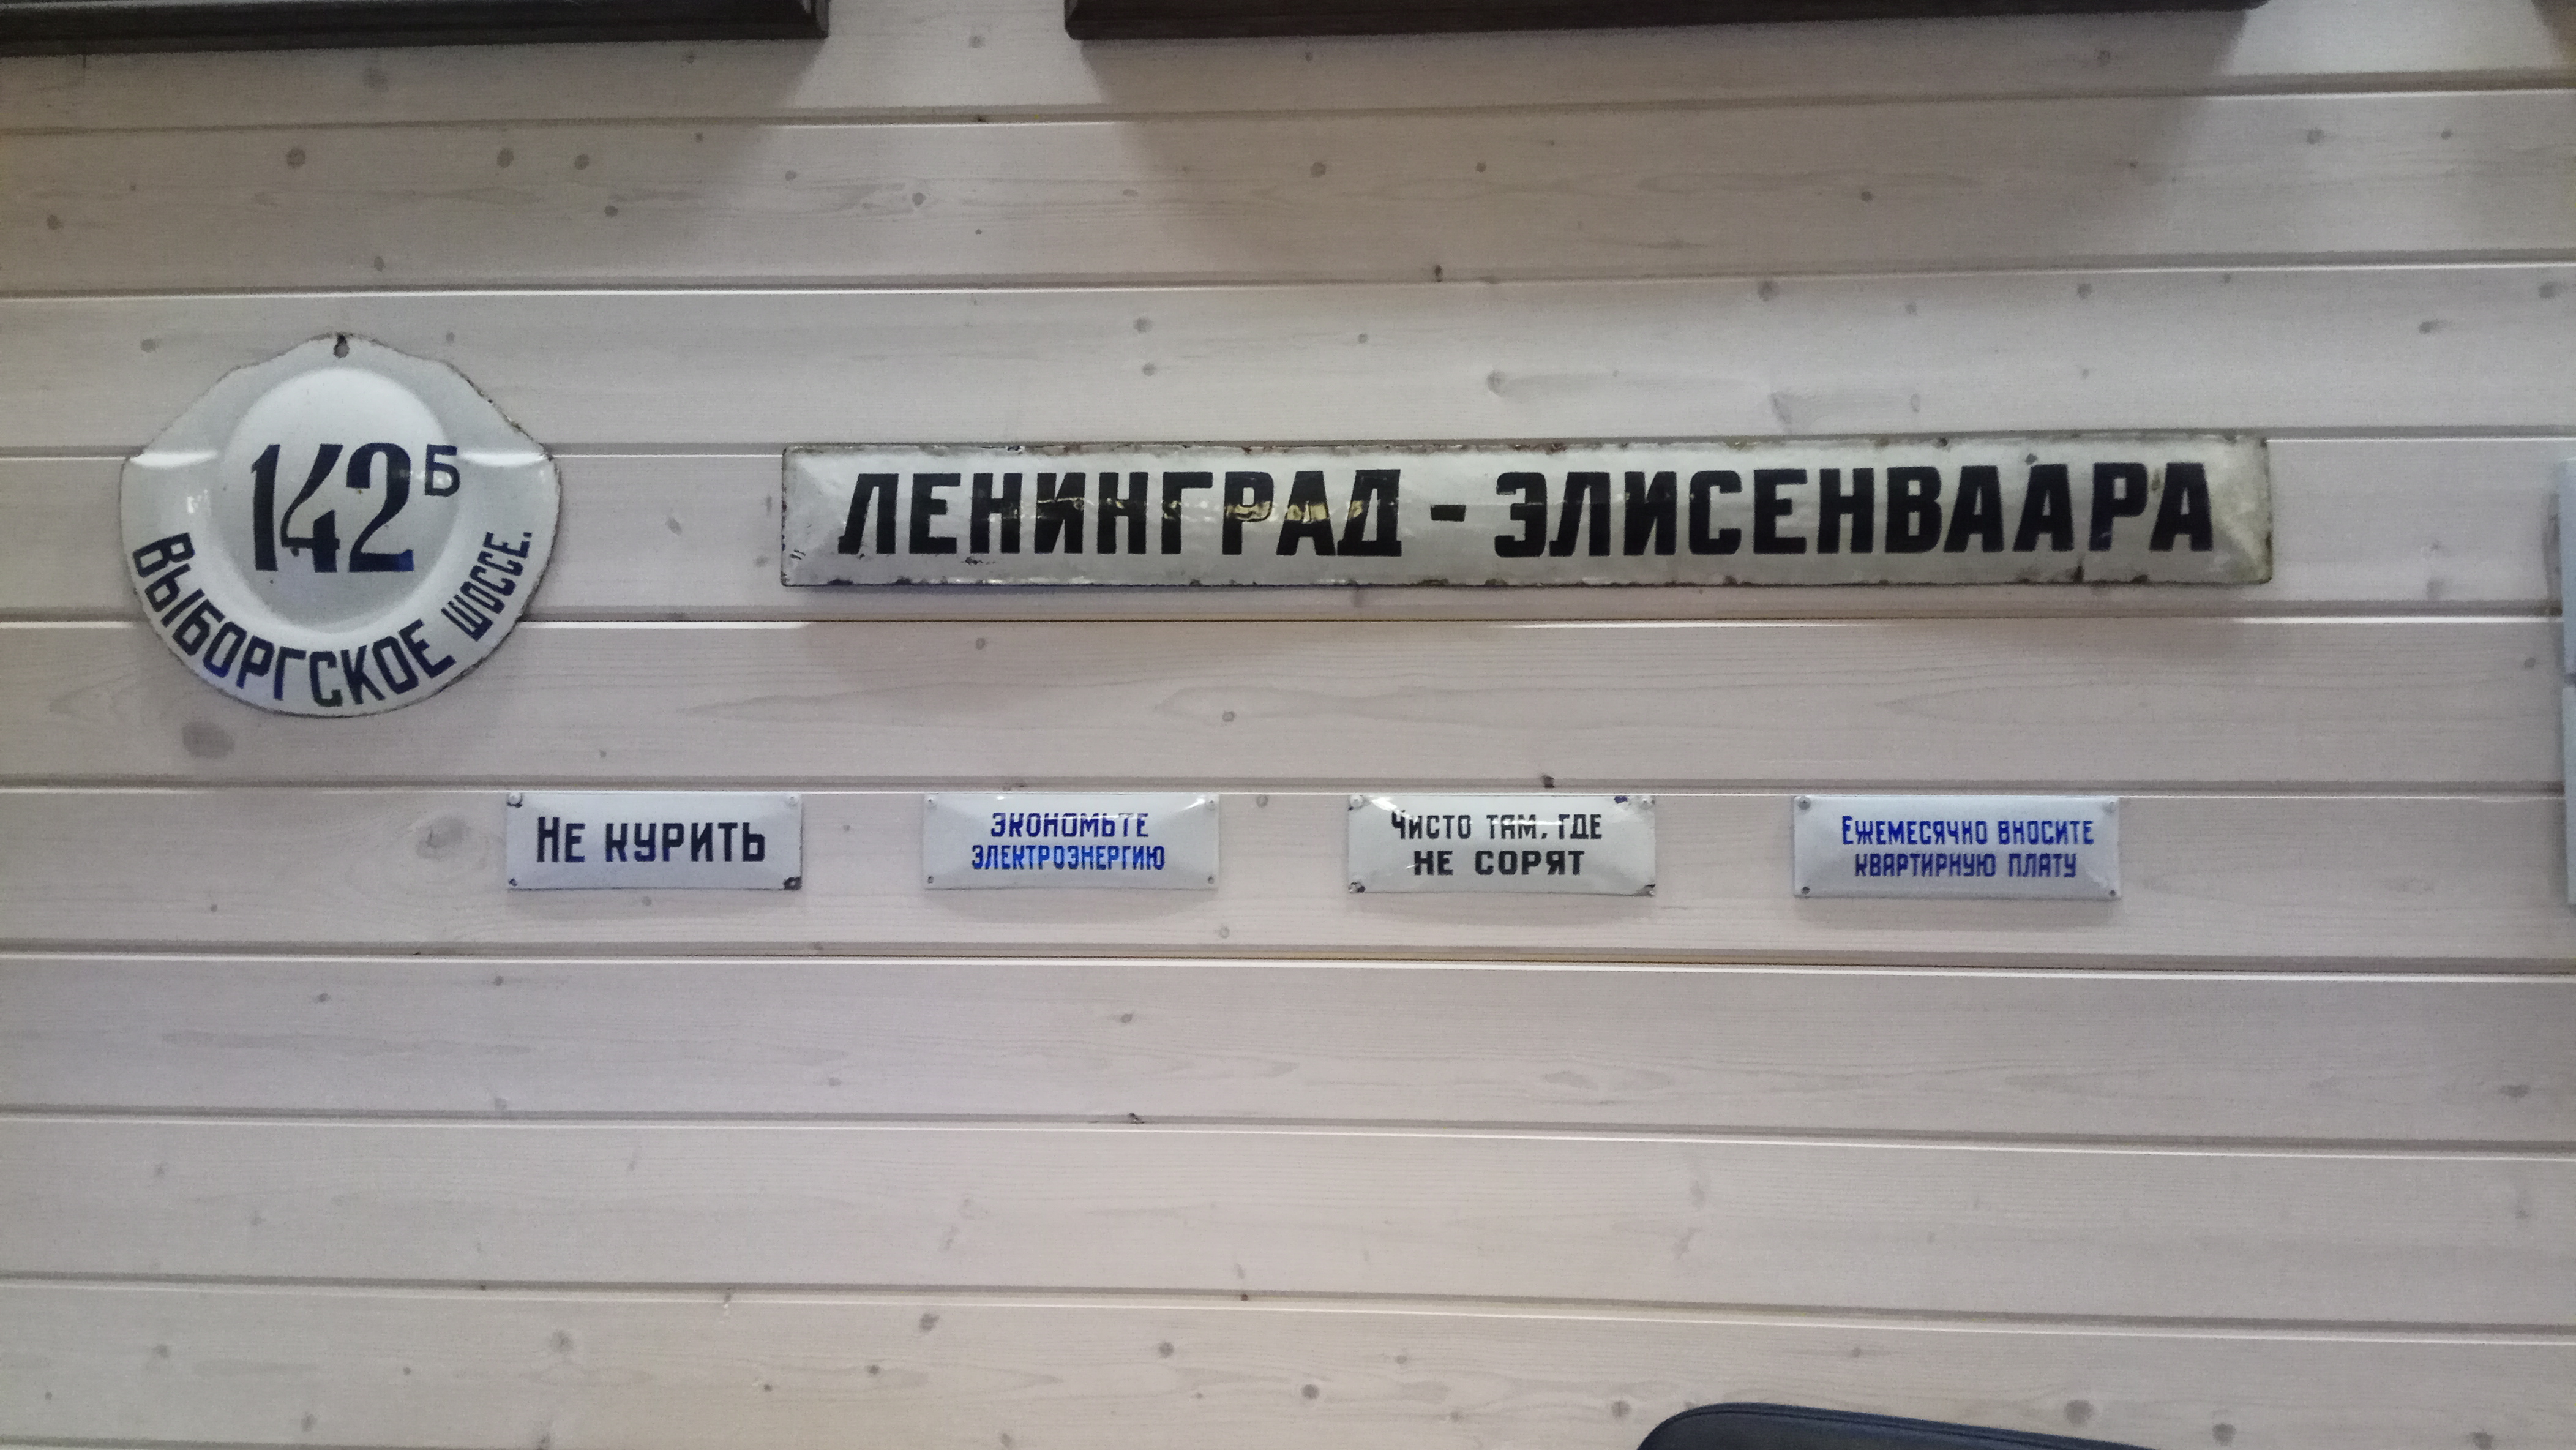 142Б
ВЫБОРГСКОЕ ШОССЕ.
ЛЕНИНГРАД - ЭЛИСЕНВААРА
НЕ КУРИТЬ
ЭКОНОМЬТЕ
ЭЛЕКТРОЭНЕРГИЮ
ЧИСТО ТАМ, ГДЕ
НЕ СОРЯТ
ЕЖЕМЕСЯЧНО ВНОСИТЕ
КВАРТИРНУЮ ПЛАТУ